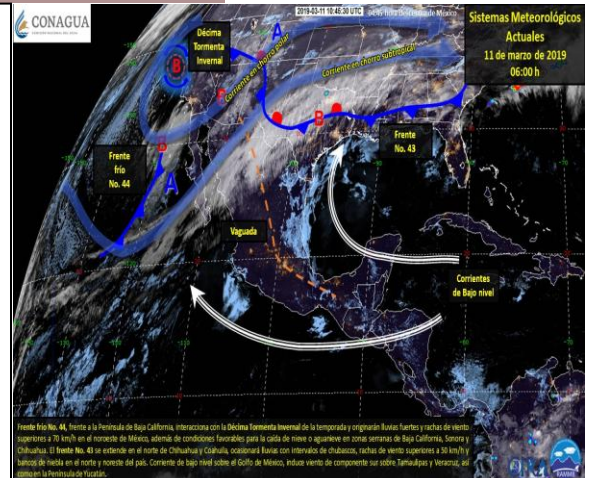 CONAGUA
COMISIÓN NACIONAL DEL AGUA
2019-03-11 10:45:30 UTC
Sistemas Meteorológicos
Actuales
11 de marzo de 2019
06:00 h
Décima
Tormenta
Invernal
A
B
Corriente en chorro polar
Corriente en chorro subtropical
B
B
Frente
frío
No. 44
A
B
Frente
No. 43
Vaguada
Corrientes
de Bajo nivel
Frente frío No. 44, frente a la Península de Baja California, interacciona con la Décima Tormenta Invernal de la temporada y originarán lluvias fuertes y rachas de viento
superiores a 70 km/h en el noroeste de México, además de condiciones favorables para la caída de nieve o aguanieve en zonas serranas de Baja California, Sonora y
Chihuahua. El frente No. 43 se extiende en el norte de Chihuahua y Coahuila, ocasionará lluvias con intervalos de chubascos, rachas de viento superiores a 50 km/h y
bancos de niebla en el norte y noreste del país. Corriente de bajo nivel sobre el Golfo de México, induce viento de componente sur sobre Tamaulipas y Veracruz, así
como en la Península de Yucatán.
CIRA
RAMMB